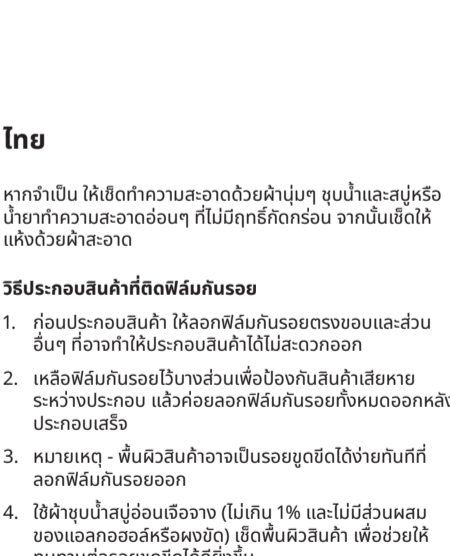 ไทย
หากจำเป็น ให้เช็ดทำความสะอาดด้วยผ้านุ่มๆ ชุบน้ำและสบู่หรือ
น้ำยาทำความสะอาดอ่อนๆ ที่ไม่มีฤทธิ์กัดกร่อน จากนั้นเช็ดให้
แห้งด้วยผ้าสะอาด
วิธีประกอบสินค้าที่ติดฟิล์มกันรอย
1. ก่อนประกอบสินค้า ให้ลอกฟิล์มกันรอยตรงขอบและส่วน
อื่นๆ ที่อาจทำให้ประกอบสินค้าได้ไม่สะดวกออก
2. เหลือฟิล์มกันรอยไว้บางส่วนเพื่อป้องกันสินค้าเสียหาย
ระหว่างประกอบ แล้วค่อยลอกฟิล์มกันรอยทั้งหมดออกหลัง
ประกอบเสร็จ
3. หมายเหตุ - พื้นผิวสินค้าอาจเป็นรอยขูดขีดได้ง่ายทันทีที่
ลอกฟิล์มกันรอยออก
4. ใช้ผ้าชุบน้ำสบู่อ่อนเจือจาง (ไม่เกิน 1% และไม่มีส่วนผสม
ของแอลกอฮอล์หรือผงขัด) เช็ดพื้นผิวสินค้า เพื่อช่วยให้
ทนทานต่อรอยขูดขีดได้ดียิ่งขึ้น